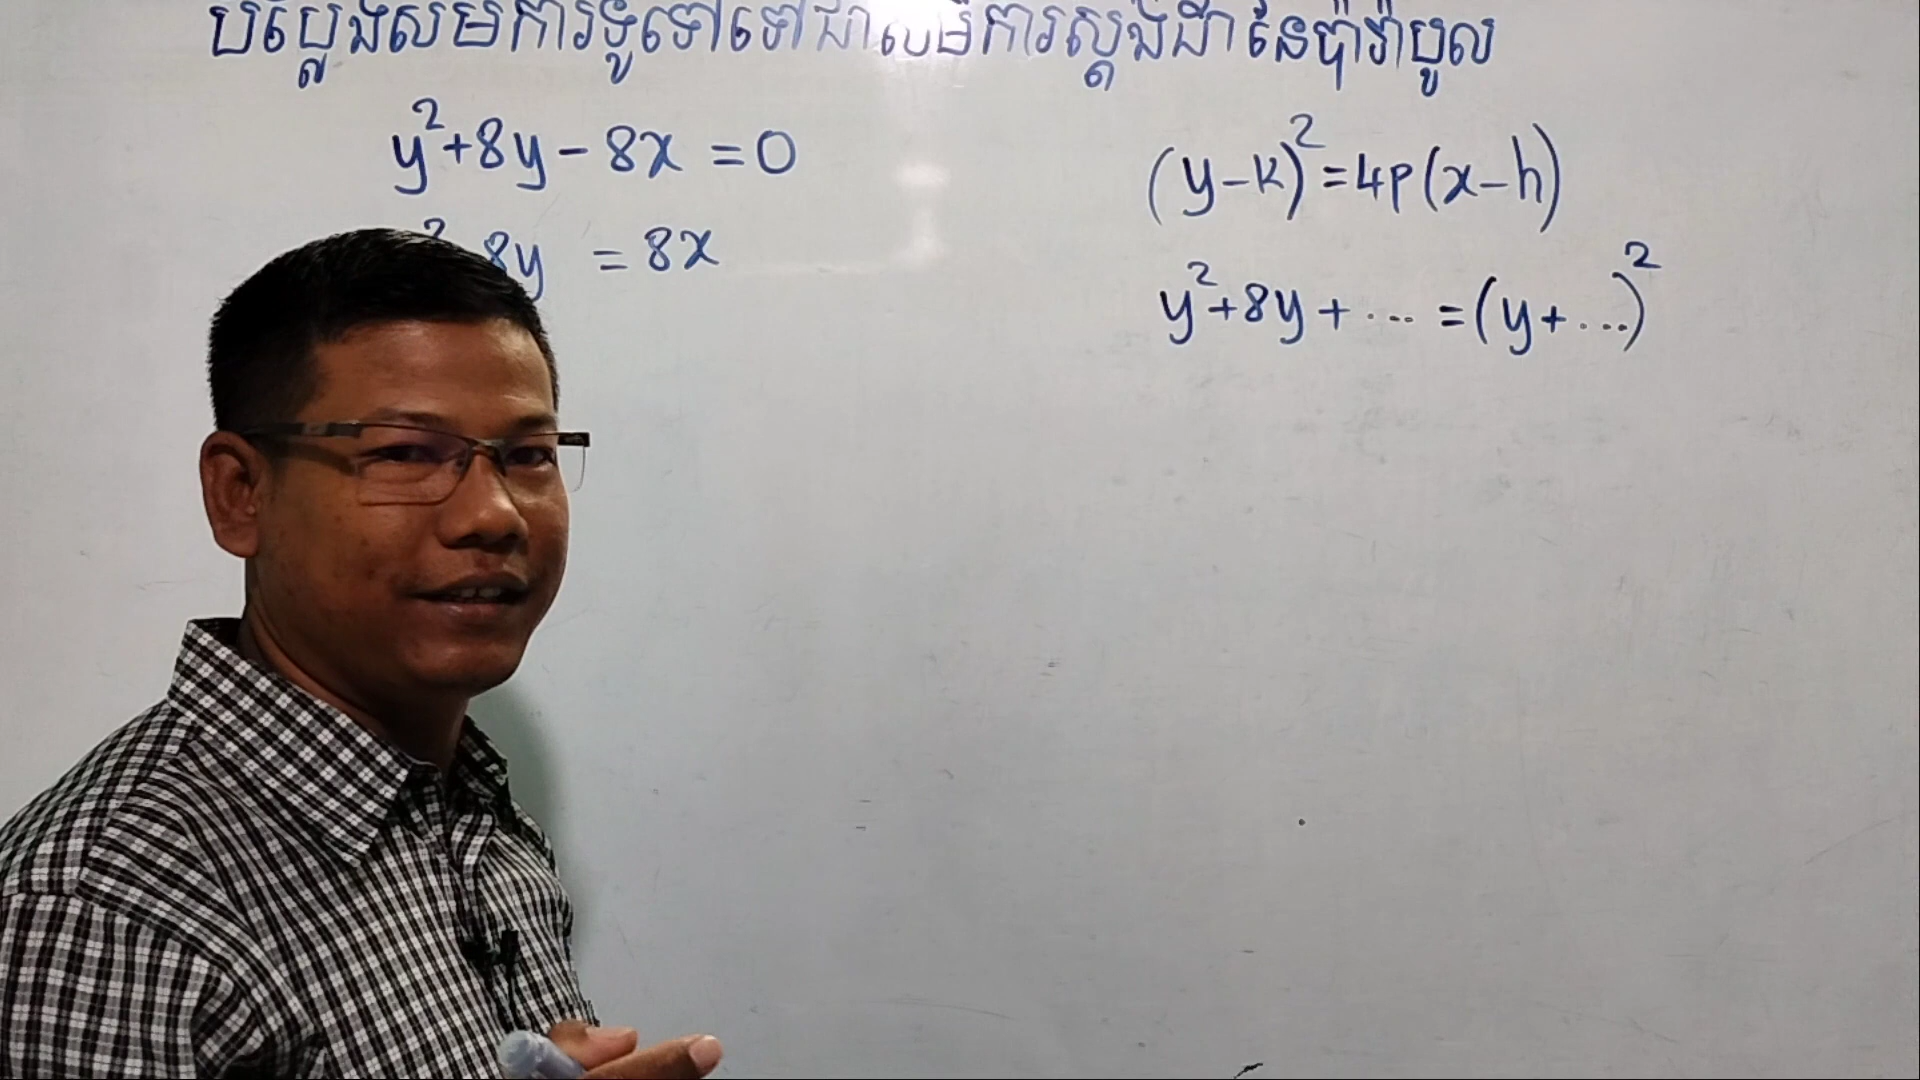 បំប្លែងសមីការទូទៅទៅជាសមីការស្តង់ដា នៃប៉ារ៉ាបូល
y²+8y-8x =0
8y = 8x
(y-k)²=4p(x-h)
y²+8y+.... =(y+....)²